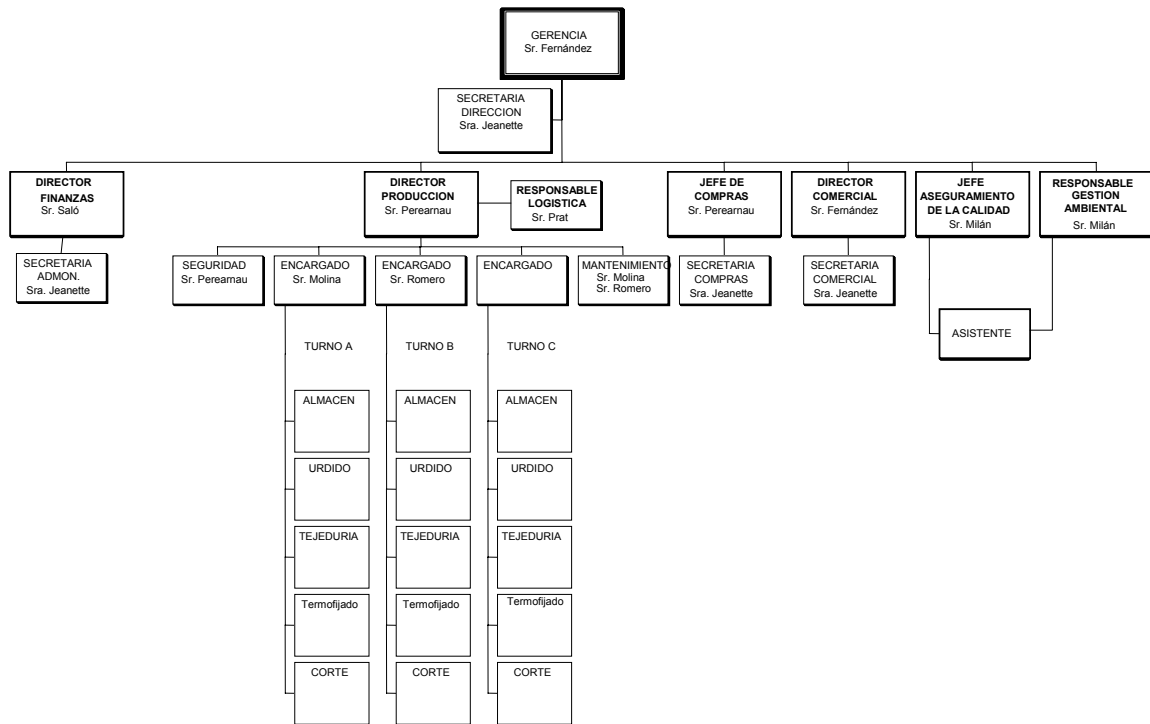 GERENCIA
Sr. Fernández
SECRETARIA
DIRECCION
Sra. Jeanette
DIRECTOR
FINANZAS
Sr. Saló
DIRECTOR
PRODUCCION
Sr. Perearnau
RESPONSABLE
LOGISTICA
Sr. Prat
JEFE DE
COMPRAS
Sr. Perearnau
DIRECTOR
COMERCIAL
Sr. Fernández
JEFE
ASEGURAMIENTO
DE LA CALIDAD
Sr. Milán
RESPONSABLE
GESTION
AMBIENTAL
Sr. Milán
SECRETARIA
ADMON.
Sra. Jeanette
SEGURIDAD
Sr. Perearnau
ENCARGADO
Sr. Molina
ENCARGADO
Sr. Romero
ENCARGADO
MANTENIMIENTO
Sr. Molina
Sr. Romero
SECRETARIA
COMPRAS
Sra. Jeanette
SECRETARIA
COMERCIAL
Sra. Jeanette
ASISTENTE
TURNO A
TURNO B
TURNO C
ALMACEN
ALMACEN
ALMACEN
URDIDO
URDIDO
URDIDO
TEJEDURIA
TEJEDURIA
TEJEDURIA
Termofijado
Termofijado
Termofijado
CORTE
CORTE
CORTE